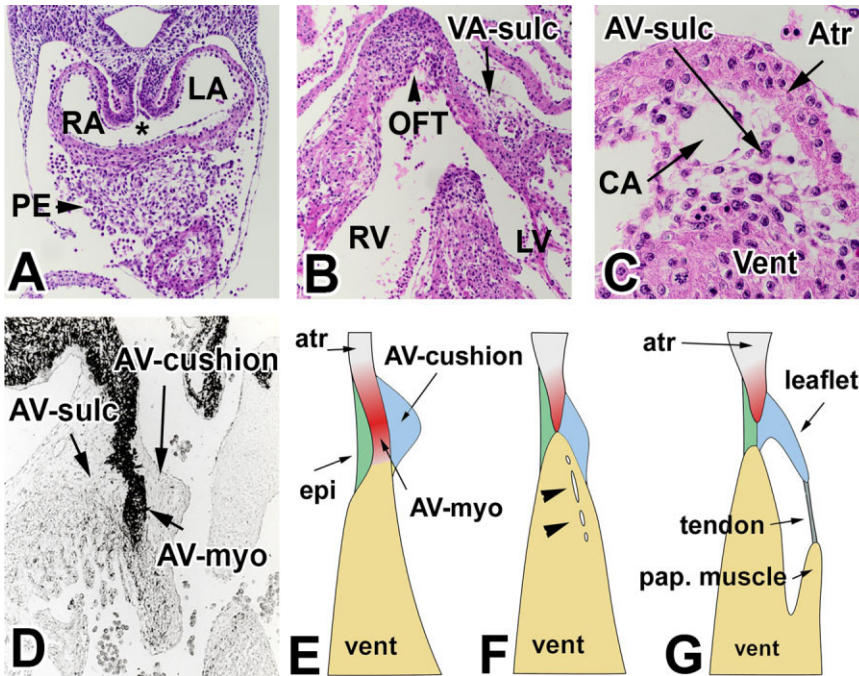 LA
RA
*
PE
A
VA-sulc
OFT
RV
LV
B
AV-sulc
Atr
CA
Vent
C
AV-cushion
AV-sulc
AV-myo
D
atr
AV-cushion
epi
AV-myo
vent
E
vent
F
atr
leaflet
tendon
pap. muscle
vent
G